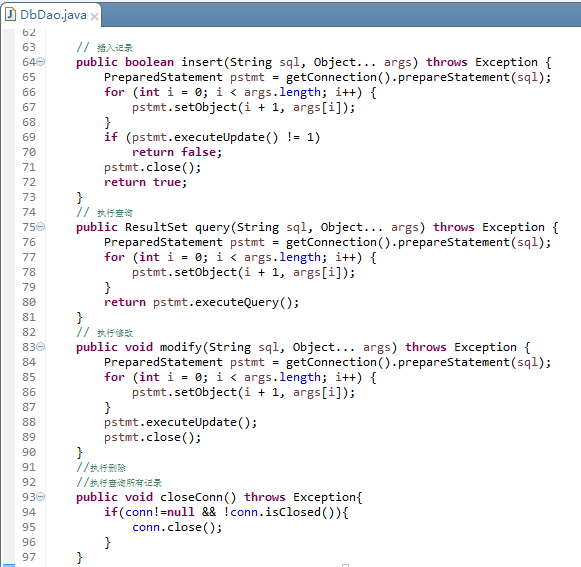 DbDao.java
62
63 // 插入记录
64 public boolean insert(String sql, Object... args) throws Exception {
65 PreparedStatement pstmt = getConnection().prepareStatement(sql);
66 for (int i = 0; i < args.length; i++) {
67 pstmt.setObject(i + 1, args[i]);
68 }
69 if (pstmt.executeUpdate() != 1)
70 return false;
71 pstmt.close();
72 return true;
73 }
74 // 执行查询
75 public ResultSet query(String sql, Object... args) throws Exception {
76 PreparedStatement pstmt = getConnection().prepareStatement(sql);
77 for (int i = 0; i < args.length; i++) {
78 pstmt.setObject(i + 1, args[i]);
79 }
80 return pstmt.executeQuery();
81 }
82 // 执行修改
83 public void modify(String sql, Object... args) throws Exception {
84 PreparedStatement pstmt = getConnection().prepareStatement(sql);
85 for (int i = 0; i < args.length; i++) {
86 pstmt.setObject(i + 1, args[i]);
87 }
88 pstmt.executeUpdate();
89 pstmt.close();
90 }
91 //执行删除
92 //执行查询所有记录
93 public void closeConn() throws Exception{
94 if(conn!=null && !conn.isClosed()){
95 conn.close();
96 }
97 }